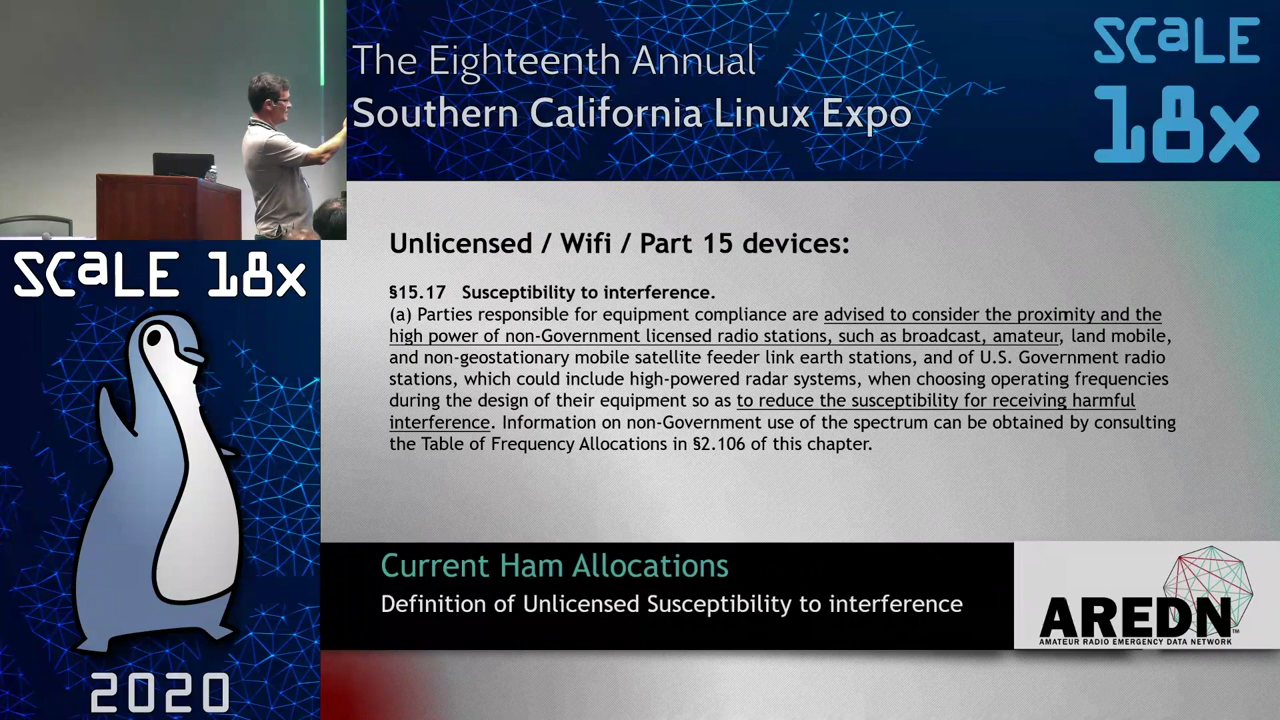 The Eighteenth Annual
Southern California Linux Expo
SCaLE
18x
SCaLE 18x
2020
Unlicensed / Wifi / Part 15 devices:
§15.17 Susceptibility to interference.
(a) Parties responsible for equipment compliance are advised to consider the proximity and the
high power of non-Government licensed radio stations, such as broadcast, amateur, land mobile,
and non-geostationary mobile satellite feeder link earth stations, and of U.S. Government radio
stations, which could include high-powered radar systems, when choosing operating frequencies
during the design of their equipment so as to reduce the susceptibility for receiving harmful
interference. Information on non-Government use of the spectrum can be obtained by consulting
the Table of Frequency Allocations in §2.106 of this chapter.
Current Ham Allocations
Definition of Unlicensed Susceptibility to interference
AREDN™
AMATEUR RADIO EMERGENCY DATA NETWORK